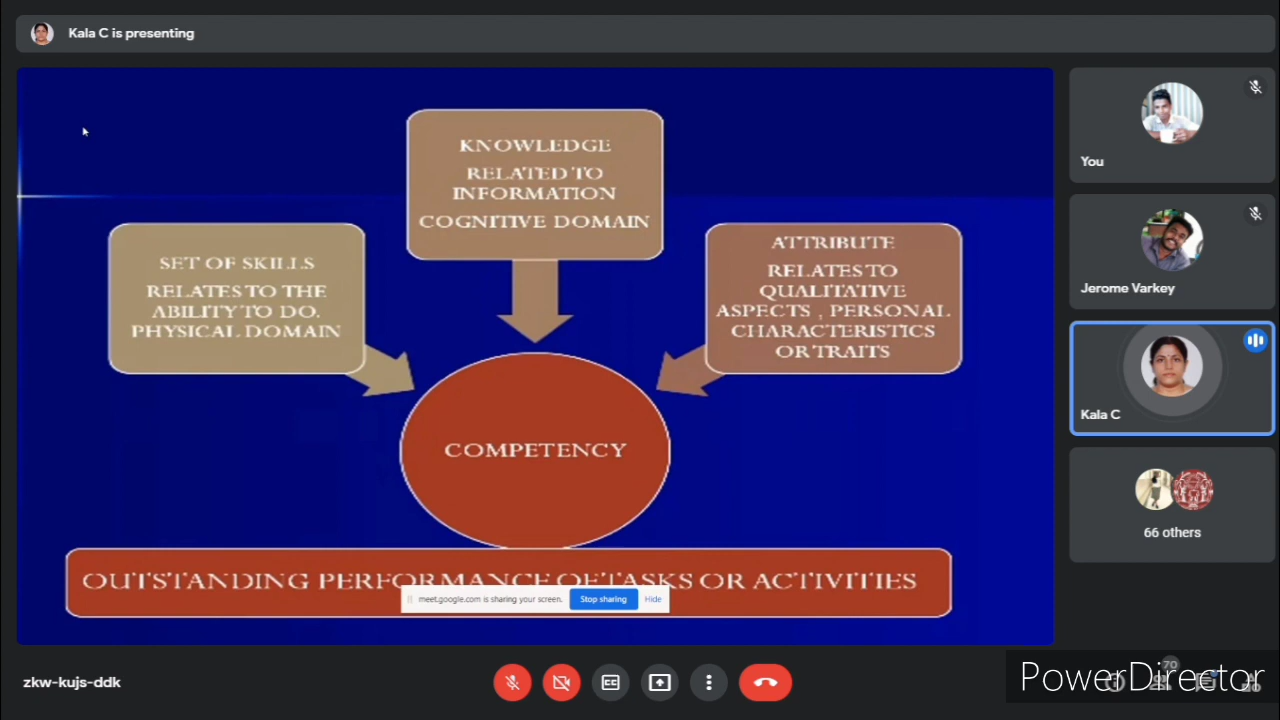 Kala C is presenting
KNOWLEDGE
RELATED TO
INFORMATION
COGNITIVE DOMAIN
SET OF SKILLS
RELATES TO THE
ABILITY TO DO.
PHYSICAL DOMAIN
ATTRIBUTE
RELATES TO
QUALITATIVE
ASPECTS , PERSONAL
CHARACTERISTICS
OR TRAITS
COMPETENCY
OUTSTANDING PERFORMANCE OF TASKS OR ACTIVITIES
meet.google.com is sharing your screen. Stop sharing Hide
You
Jerome Varkey
Kala C
66 others
zkw-kujs-ddk
CC
70
PowerDirector